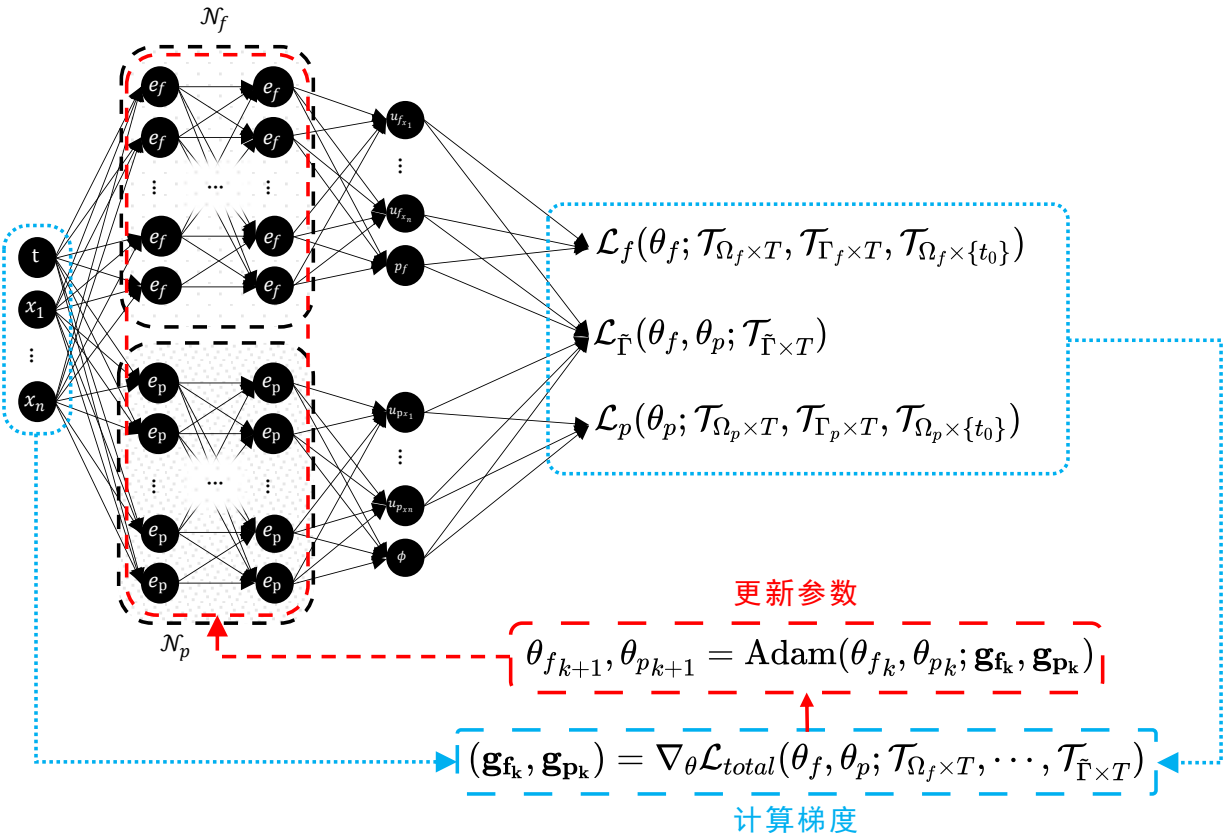 𝒩_f
e_f e_f
e_f e_f
⋮ ⋯ ⋮
e_f e_f
e_f e_f
t
x_1
⋮
x_n
e_p e_p
e_p e_p
⋮ ⋯ ⋮
e_p e_p
e_p e_p
𝒩_p
u_{f_{x_1}}
⋮
u_{f_{x_n}}
p_f
u_{p_{x_1}}
⋮
u_{p_{xn}}
ϕ
ℒ_f(θ_f; 𝒯_{Ω_f×T}, 𝒯_{Γ_f×T}, 𝒯_{Ω_f×{t_0}})
ℒ_{Γ̃}(θ_f, θ_p; 𝒯_{Γ̃×T})
ℒ_p(θ_p; 𝒯_{Ω_p×T}, 𝒯_{Γ_p×T}, 𝒯_{Ω_p×{t_0}})
更新参数
θ_{f_{k+1}}, θ_{p_{k+1}} = Adam(θ_{f_k}, θ_{p_k}; g_{f_k}, g_{p_k})
(g_{f_k}, g_{p_k}) = ∇_θ ℒ_{total}(θ_f, θ_p; 𝒯_{Ω_f×T}, ⋯, 𝒯_{Γ̃×T})
计算梯度